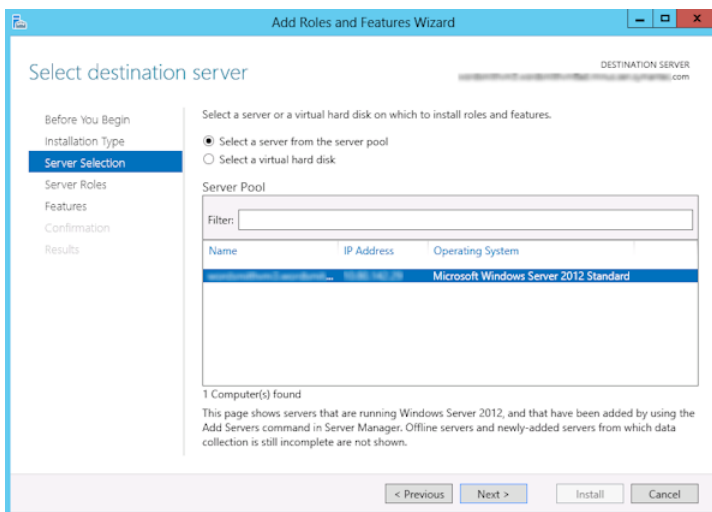 Add Roles and Features Wizard
Select destination server
DESTINATION SERVER
.com
Before You Begin
Installation Type
Server Selection
Server Roles
Features
Confirmation
Results
Select a server or a virtual hard disk on which to install roles and features.
Select a server from the server pool
Select a virtual hard disk
Server Pool
Filter:
Name IP Address Operating System
... Microsoft Windows Server 2012 Standard
1 Computer(s) found
This page shows servers that are running Windows Server 2012, and that have been added by using the
Add Servers command in Server Manager. Offline servers and newly-added servers from which data
collection is still incomplete are not shown.
< Previous Next > Install Cancel